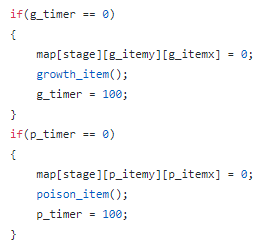 if(g_timer == 0)
{
    map[stage][g_itemy][g_itemx] = 0;
    growth_item();
    g_timer = 100;
}
if(p_timer == 0)
{
    map[stage][p_itemy][p_itemx] = 0;
    poison_item();
    p_timer = 100;
}